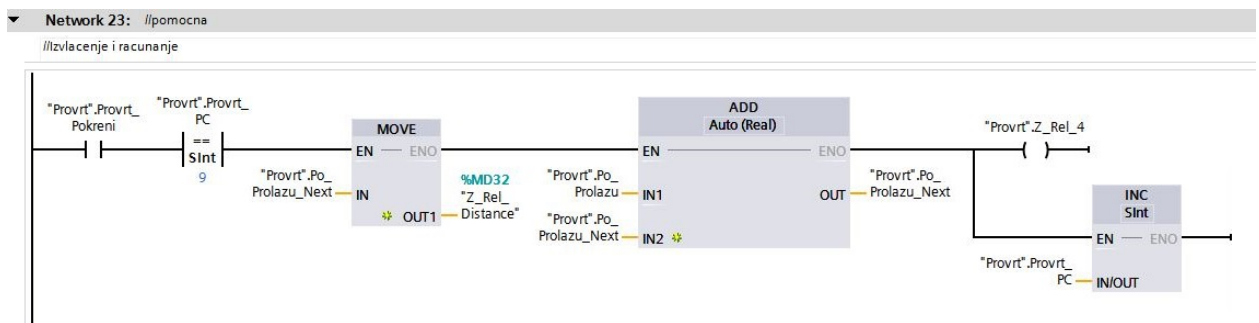 Network 23: //pomocna
//Izvlacenje i racunanje
"Provrt".Provrt_
Pokreni
"Provrt".Provrt_
PC
==
SInt
9
MOVE
EN
ENO
"Provrt".Po_
Prolazu_Next
IN
OUT1
%MD32
"Z_Rel_
Distance"
ADD
Auto (Real)
EN
ENO
"Provrt".Po_
Prolazu
IN1
"Provrt".Po_
Prolazu_Next
IN2
OUT
"Provrt".Po_
Prolazu_Next
"Provrt".Z_Rel_4
INC
SInt
EN
ENO
"Provrt".Provrt_
PC
IN/OUT